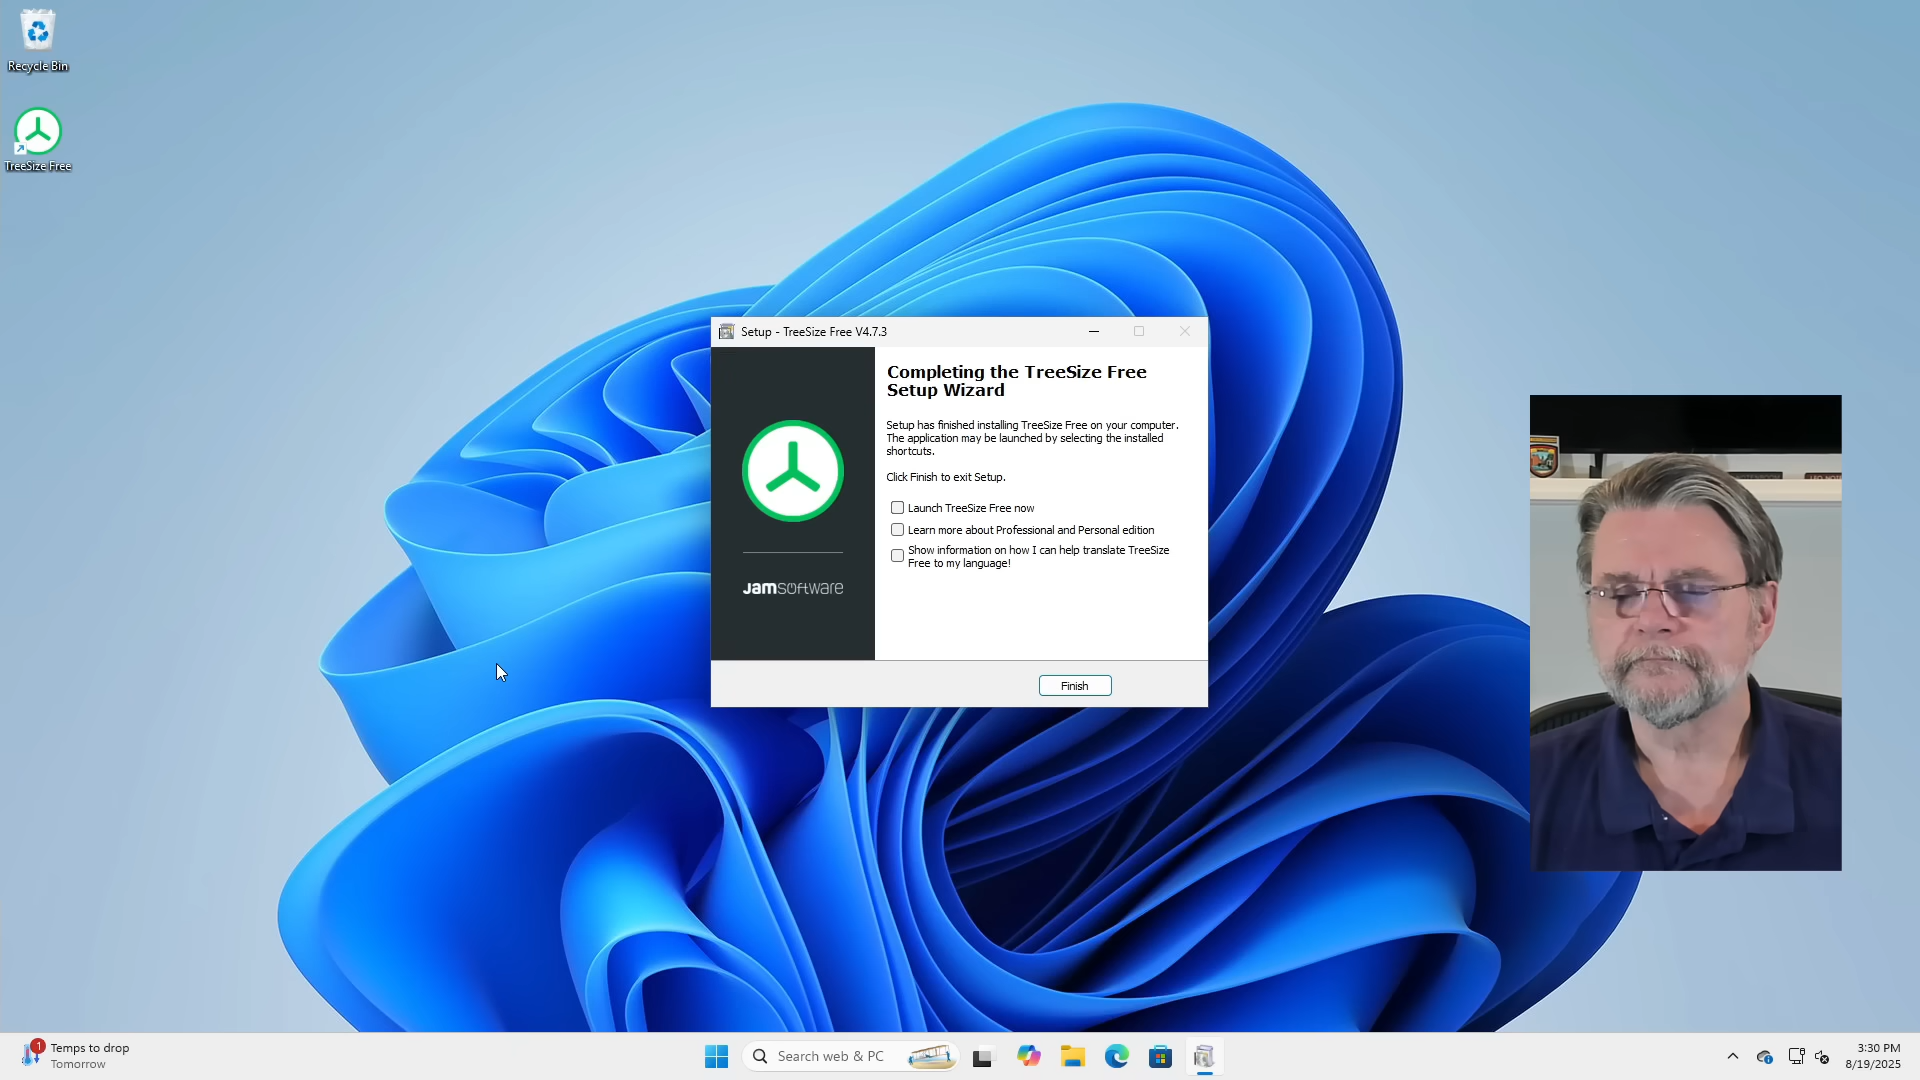 Recycle Bin
TreeSize Free
Setup - TreeSize Free V4.7.3
Completing the TreeSize Free
Setup Wizard
Setup has finished installing TreeSize Free on your computer.
The application may be launched by selecting the installed
shortcuts.
Click Finish to exit Setup.
Launch TreeSize Free now
Learn more about Professional and Personal edition
Show information on how I can help translate TreeSize
Free to my language!
Jamsoftware
Finish
1
Temps to drop
Tomorrow
Search web & PC
3:30 PM
8/19/2025